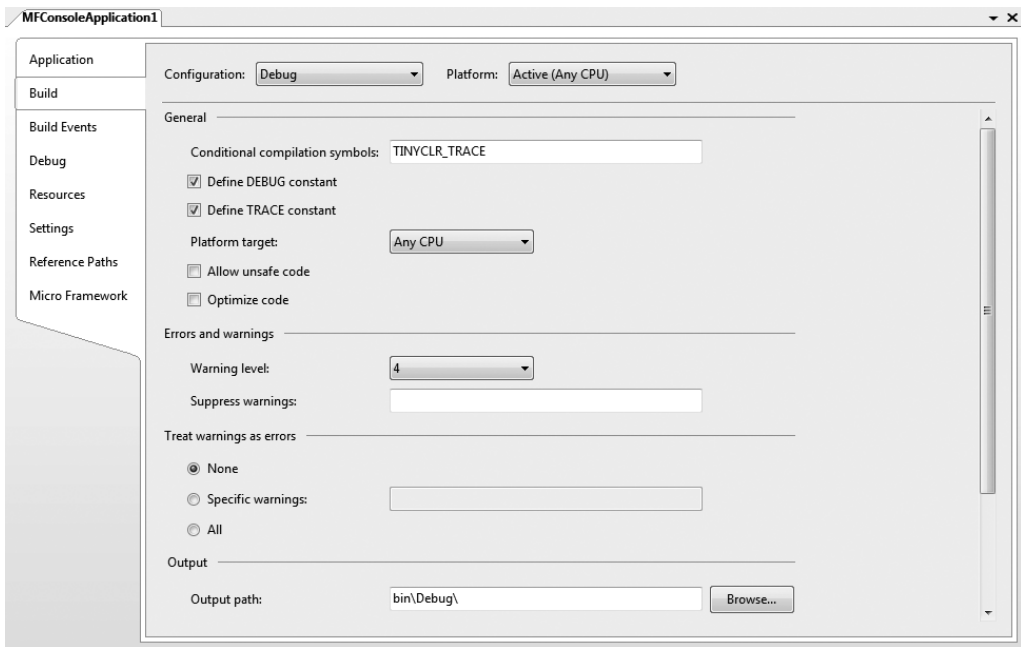 MFConsoleApplication1
Application
Build
Build Events
Debug
Resources
Settings
Reference Paths
Micro Framework
Configuration: Debug Platform: Active (Any CPU)
General
Conditional compilation symbols: TINYCLR_TRACE
Define DEBUG constant
Define TRACE constant
Platform target: Any CPU
Allow unsafe code
Optimize code
Errors and warnings
Warning level: 4
Suppress warnings:
Treat warnings as errors
None
Specific warnings:
All
Output
Output path: bin\Debug\ Browse...